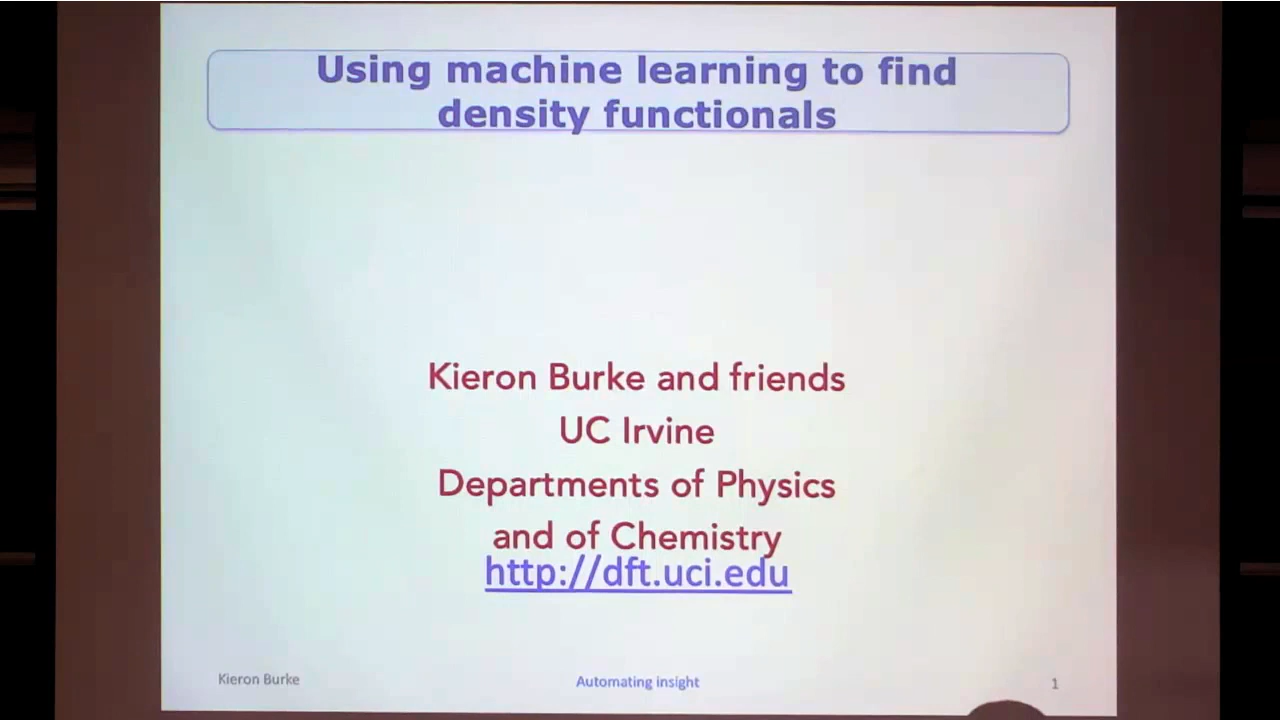 Using machine learning to find
density functionals
Kieron Burke and friends
UC Irvine
Departments of Physics
and of Chemistry
http://dft.uci.edu
Kieron Burke
Automating insight
1